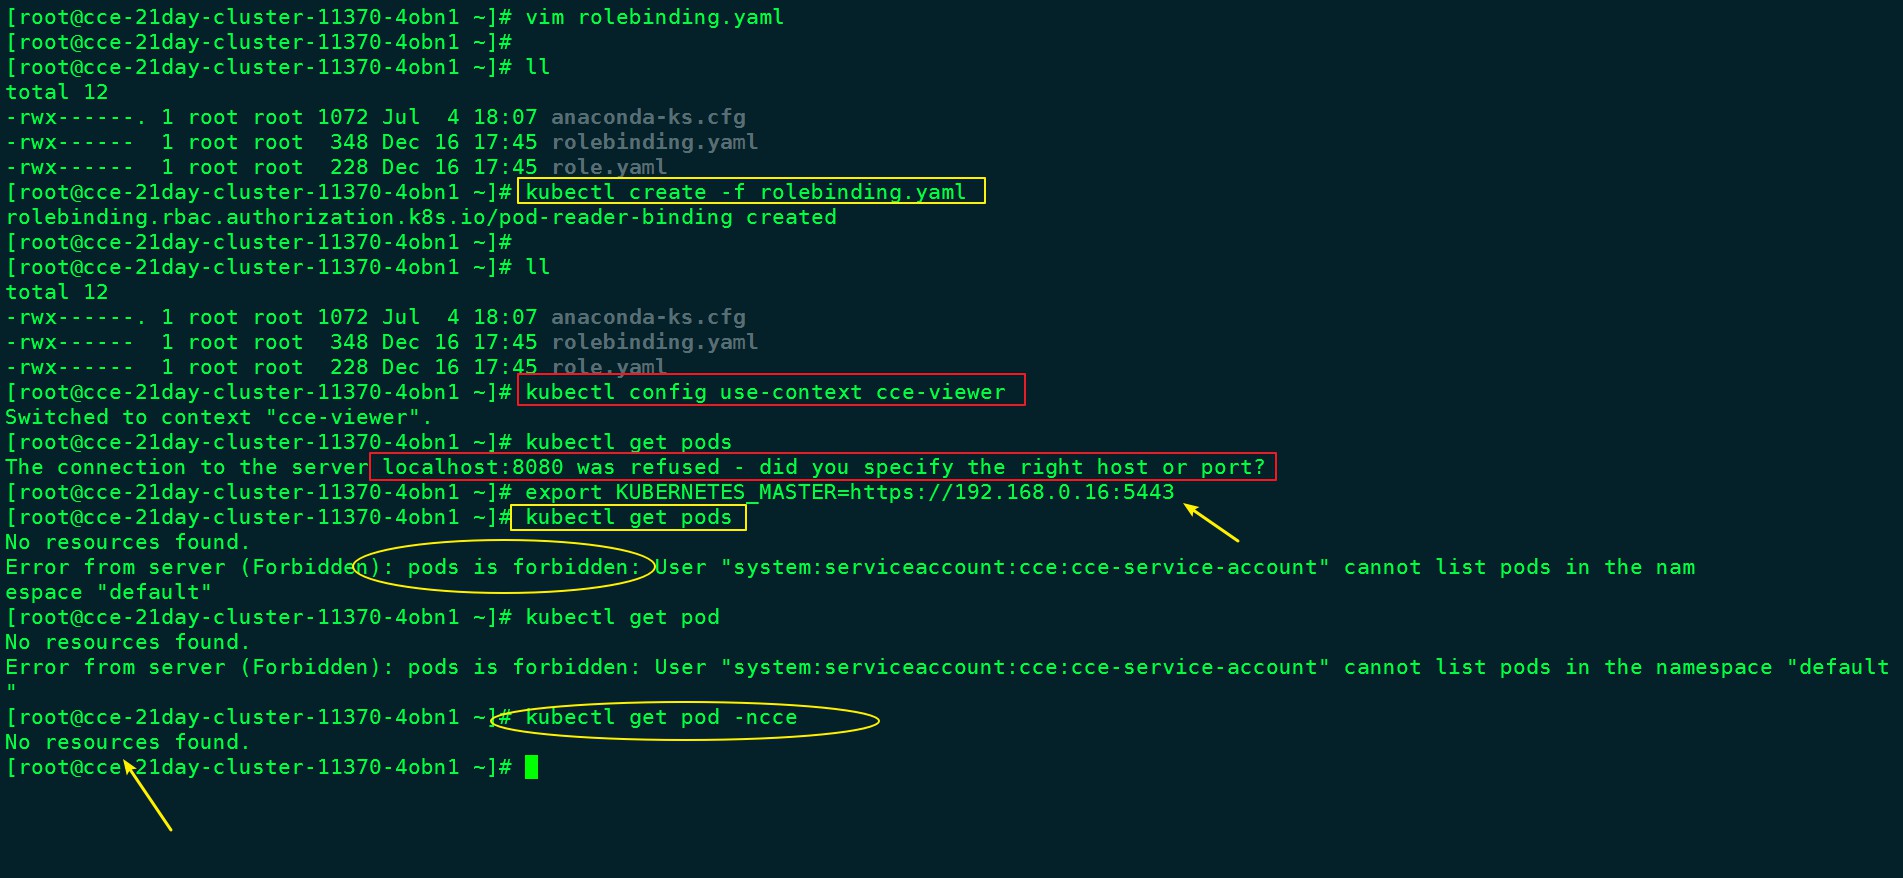 [root@cce-21day-cluster-11370-4obn1 ~]# vim rolebinding.yaml
[root@cce-21day-cluster-11370-4obn1 ~]#
[root@cce-21day-cluster-11370-4obn1 ~]# ll
total 12
-rwx------. 1 root root 1072 Jul  4 18:07 anaconda-ks.cfg
-rwx------  1 root root  348 Dec 16 17:45 rolebinding.yaml
-rwx------  1 root root  228 Dec 16 17:45 role.yaml
[root@cce-21day-cluster-11370-4obn1 ~]# kubectl create -f rolebinding.yaml
rolebinding.rbac.authorization.k8s.io/pod-reader-binding created
[root@cce-21day-cluster-11370-4obn1 ~]#
[root@cce-21day-cluster-11370-4obn1 ~]# ll
total 12
-rwx------. 1 root root 1072 Jul  4 18:07 anaconda-ks.cfg
-rwx------  1 root root  348 Dec 16 17:45 rolebinding.yaml
-rwx------  1 root root  228 Dec 16 17:45 role.yaml
[root@cce-21day-cluster-11370-4obn1 ~]# kubectl config use-context cce-viewer
Switched to context "cce-viewer".
[root@cce-21day-cluster-11370-4obn1 ~]# kubectl get pods
The connection to the server localhost:8080 was refused - did you specify the right host or port?
[root@cce-21day-cluster-11370-4obn1 ~]# export KUBERNETES_MASTER=https://192.168.0.16:5443
[root@cce-21day-cluster-11370-4obn1 ~]# kubectl get pods
No resources found.
Error from server (Forbidden): pods is forbidden: User "system:serviceaccount:cce:cce-service-account" cannot list pods in the nam
espace "default"
[root@cce-21day-cluster-11370-4obn1 ~]# kubectl get pod
No resources found.
Error from server (Forbidden): pods is forbidden: User "system:serviceaccount:cce:cce-service-account" cannot list pods in the namespace "default
"
[root@cce-21day-cluster-11370-4obn1 ~]# kubectl get pod -ncce
No resources found.
[root@cce-21day-cluster-11370-4obn1 ~]#